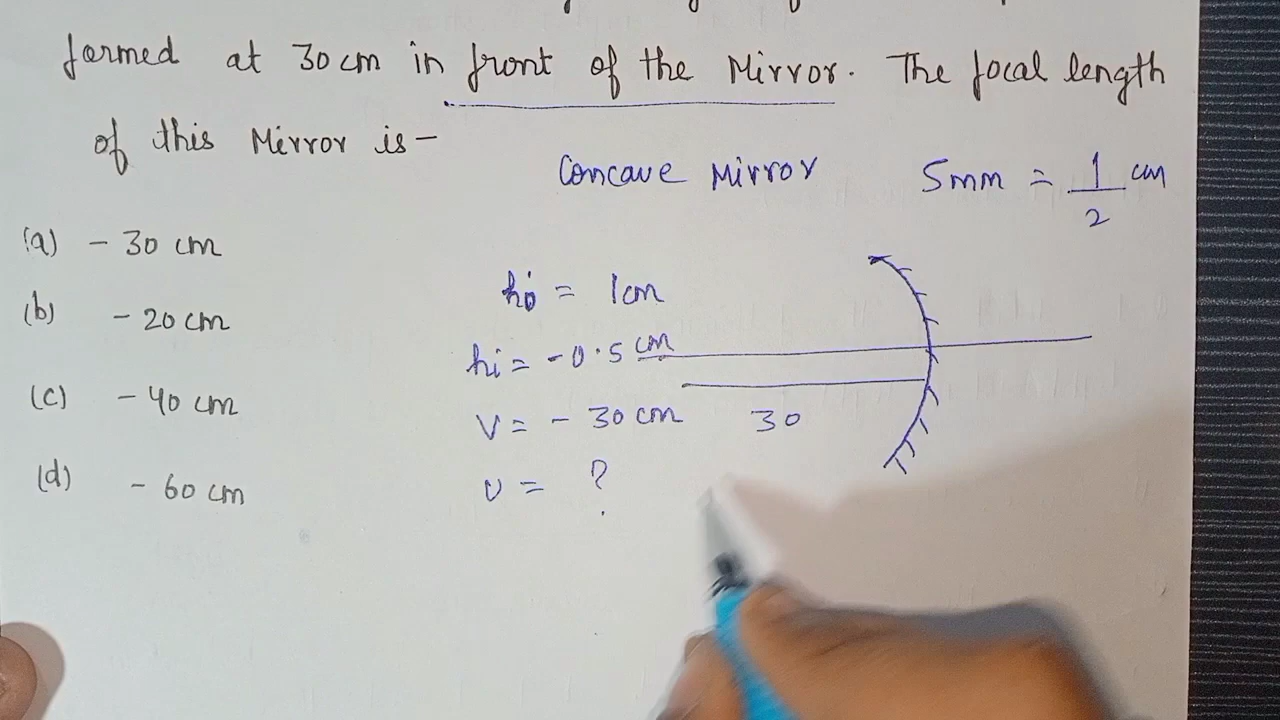 formed at 30 cm in front of the Mirror. The focal length
of this Mirror is -
Concave Mirror
5mm = 1/2 cm
(a) - 30 cm
(b) - 20 cm
(c) - 40 cm
(d) - 60 cm
ho = 1cm
hi = -0.5 cm
v = - 30 cm
30
u = ?